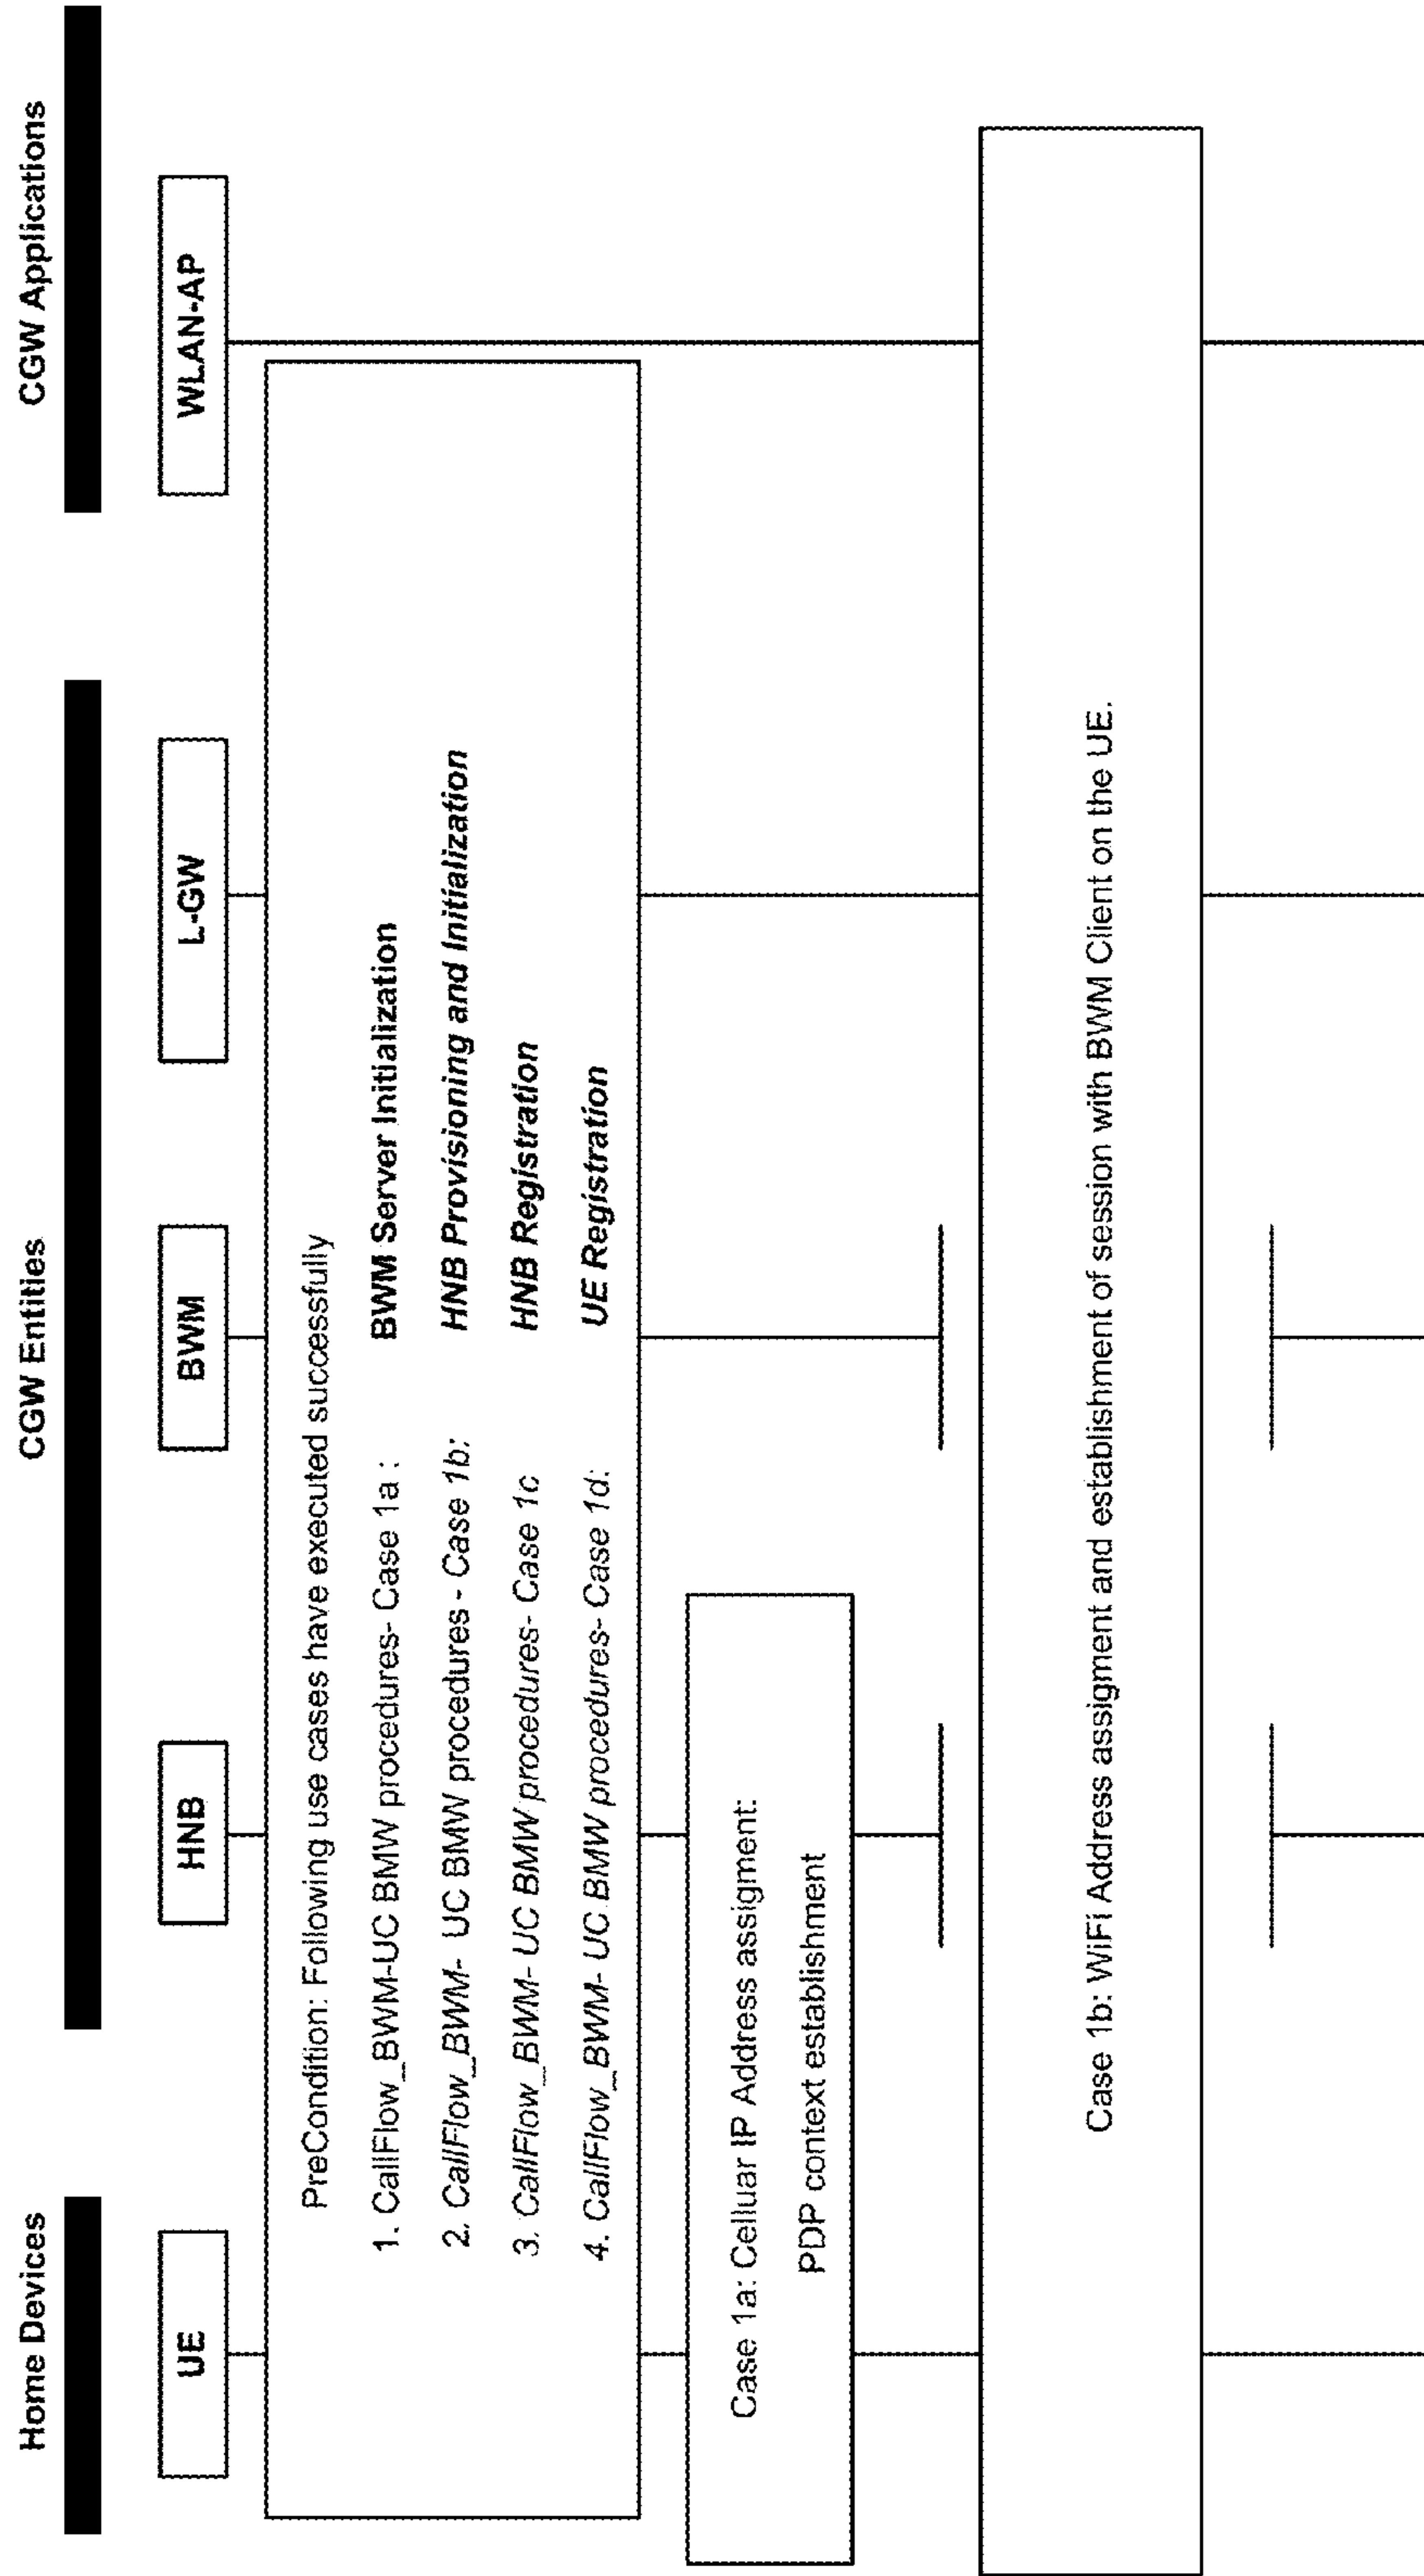 Home Devices
CGW Entities
CGW Applications
UE
HNB
BWM
L-GW
WLAN-AP
PreCondition: Following use cases have executed successfully
1. CallFlow_BWM-UC BMW procedures- Case 1a : BWM Server Initialization
2. CallFlow_BWM- UC BMW procedures - Case 1b: HNB Provisioning and Initialization
3. CallFlow_BWM- UC BMW procedures- Case 1c HNB Registration
4. CallFlow_BWM- UC BMW procedures- Case 1d: UE Registration
Case 1a: Celluar IP Address assigment:
PDP context establishment
Case 1b: WiFi Address assigment and establishment of session with BWM Client on the UE.